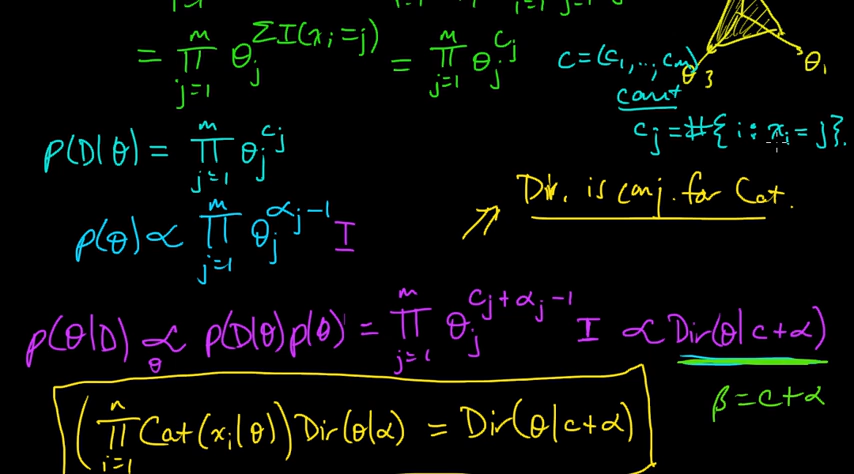 = ∏_{j=1}^{m} θ_j^{ΣI(x_i=j)} = ∏_{j=1}^{m} θ_j^{c_j}
c=(c_1,...,c_m)
θ_3
θ_1
count
c_j = #{i : x_i = j}.
p(D|θ) = ∏_{j=1}^{m} θ_j^{c_j}
Dir. is conj. for Cat.
p(θ) ∝ ∏_{j=1}^{m} θ_j^{α_j-1} I
p(θ|D) ∝_θ p(D|θ)p(θ) = ∏_{j=1}^{m} θ_j^{c_j+α_j-1} I ∝ Dir(θ|c+α)
β=c+α
(∏_{i=1}^{n} Cat(x_i|θ)) Dir(θ|α) = Dir(θ|c+α)